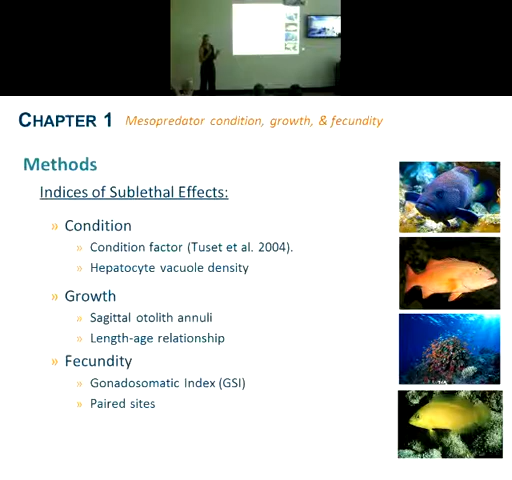 CHAPTER 1 Mesopredator condition, growth, & fecundity
Methods
Indices of Sublethal Effects:
» Condition
» Condition factor (Tuset et al. 2004).
» Hepatocyte vacuole density
» Growth
» Sagittal otolith annuli
» Length-age relationship
» Fecundity
» Gonadosomatic Index (GSI)
» Paired sites